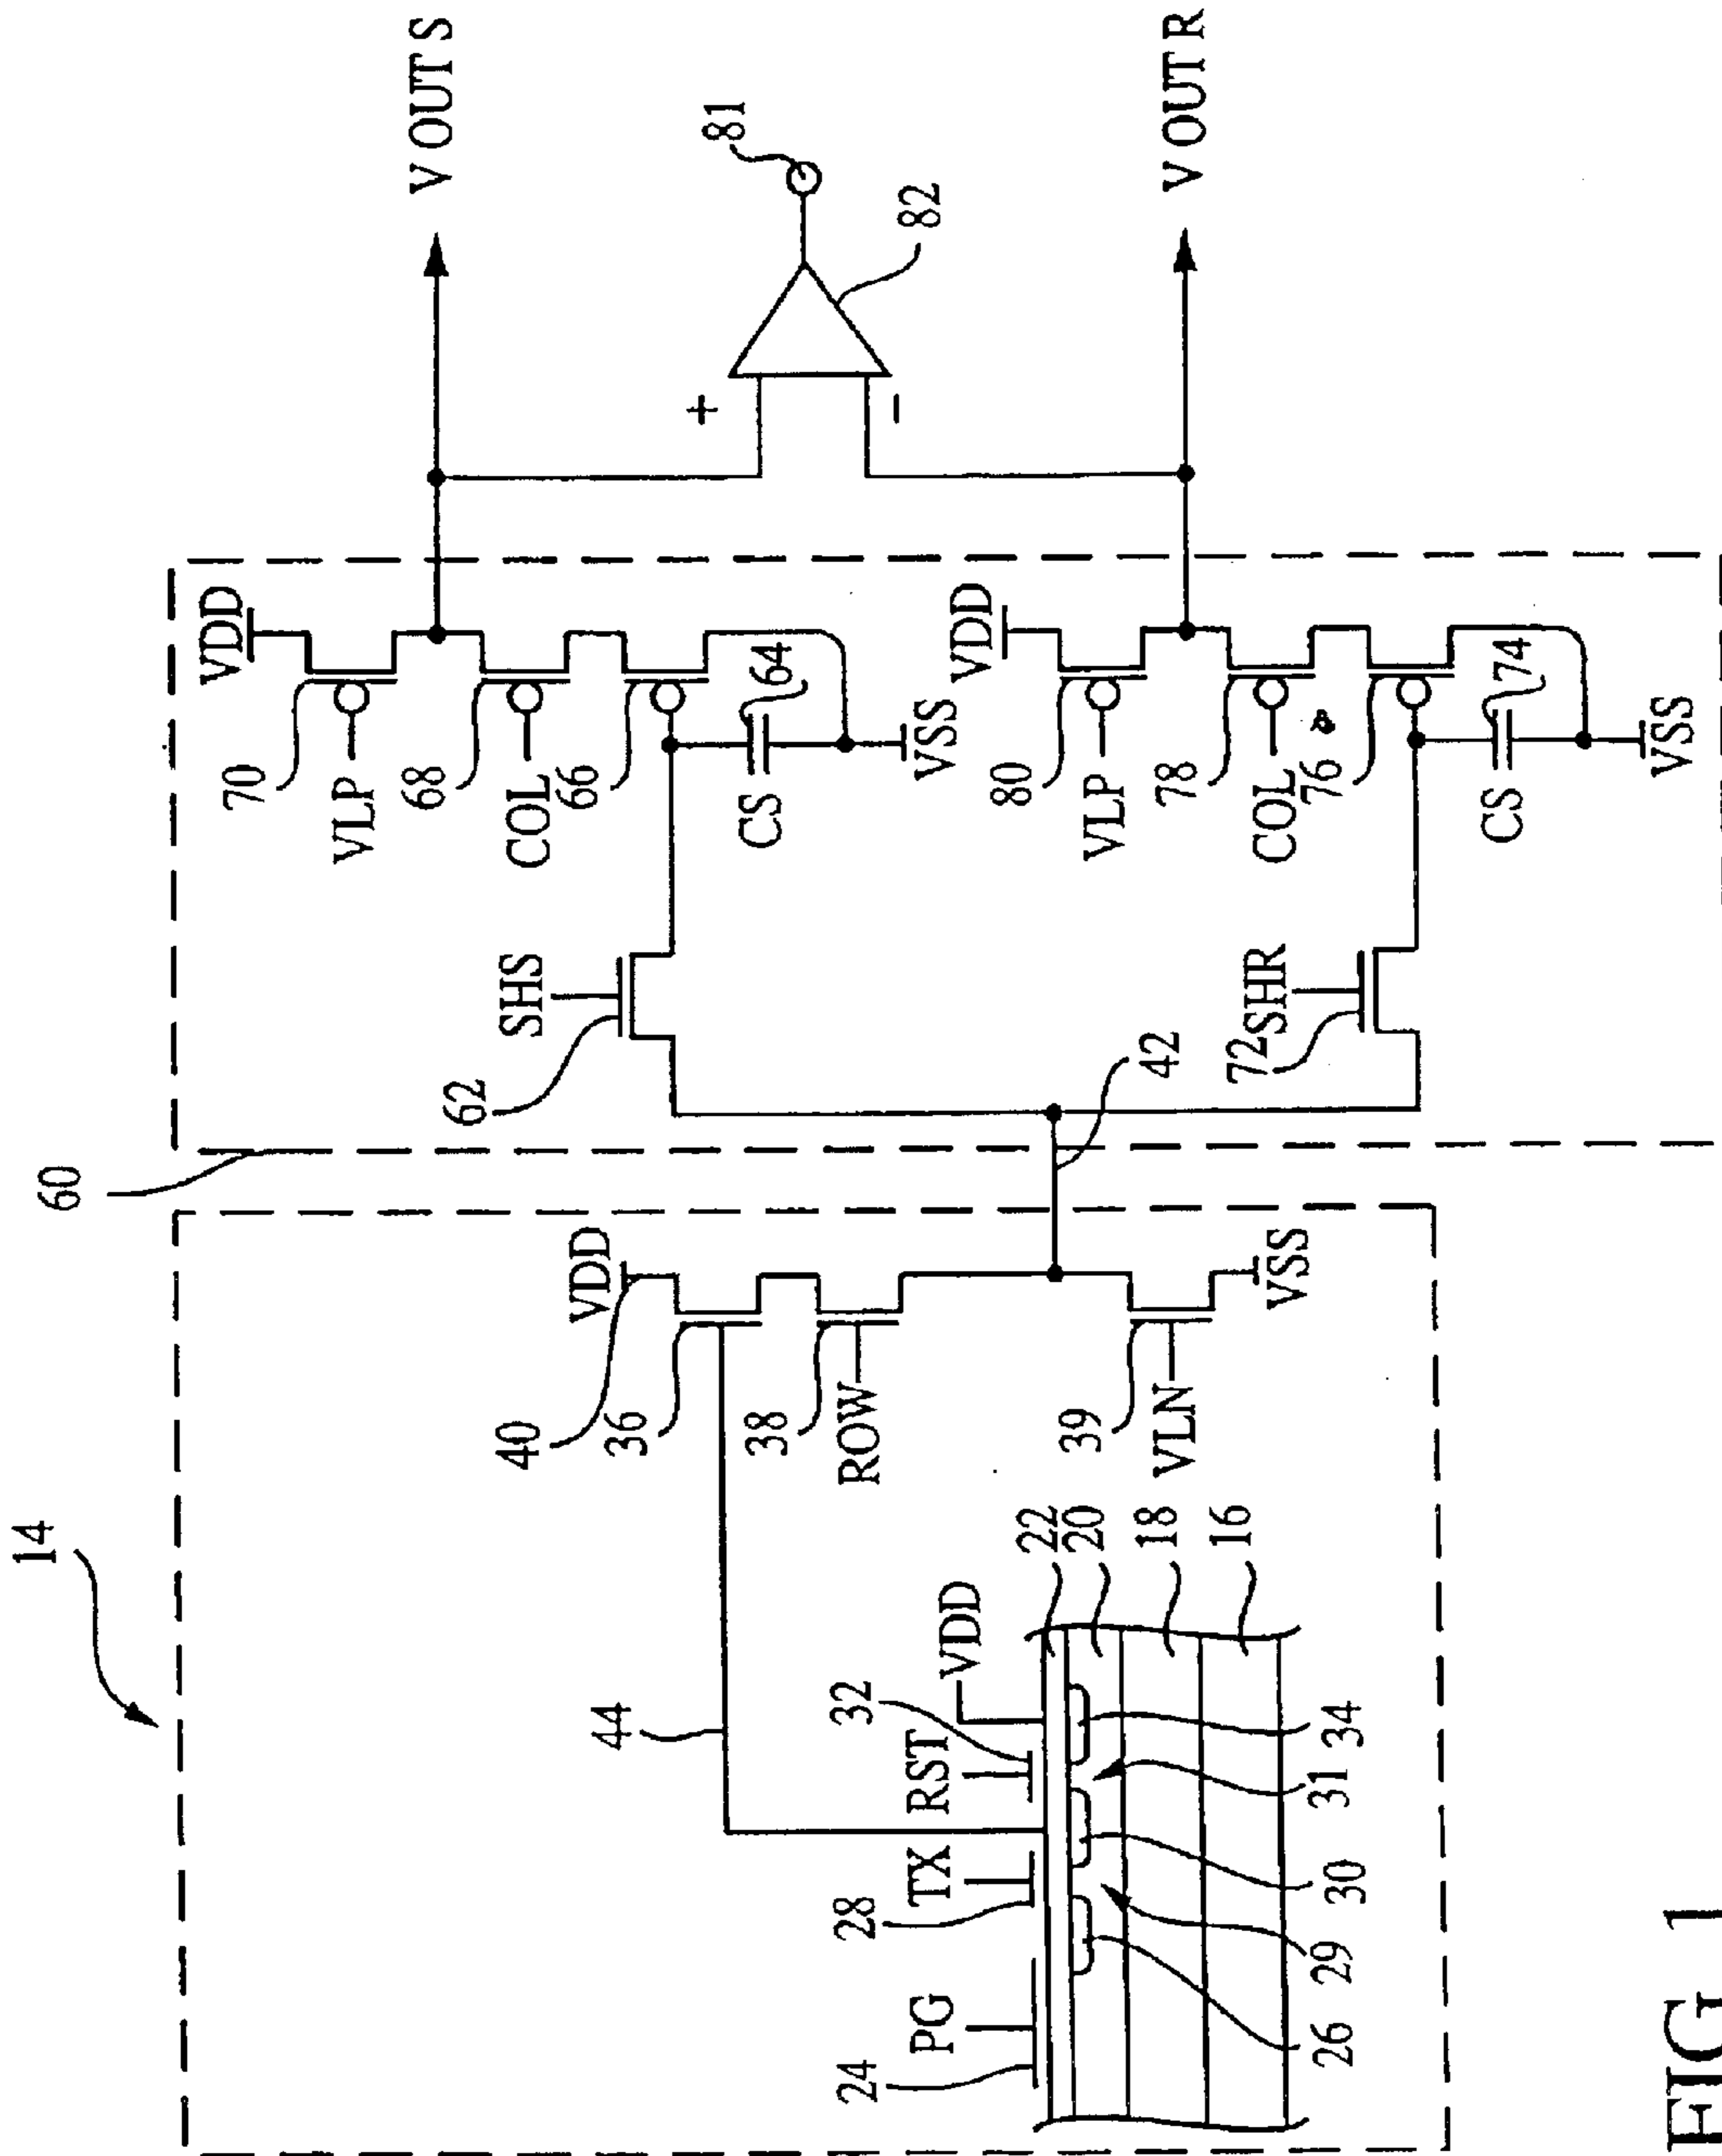 14
60
40
VDD
36
38
ROW
39
VLN
VSS
44
42
24
PG
28
TX
RST
32
VDD
22
20
18
16
26
29
30
31
34
62
SHS
72
SHR
70
VDD
VLP
68
COL
66
CS
64
VSS
80
VDD
VLP
78
COL
76
CS
74
VSS
V OUT S
+
−
81
82
V OUT R
FIG. 1